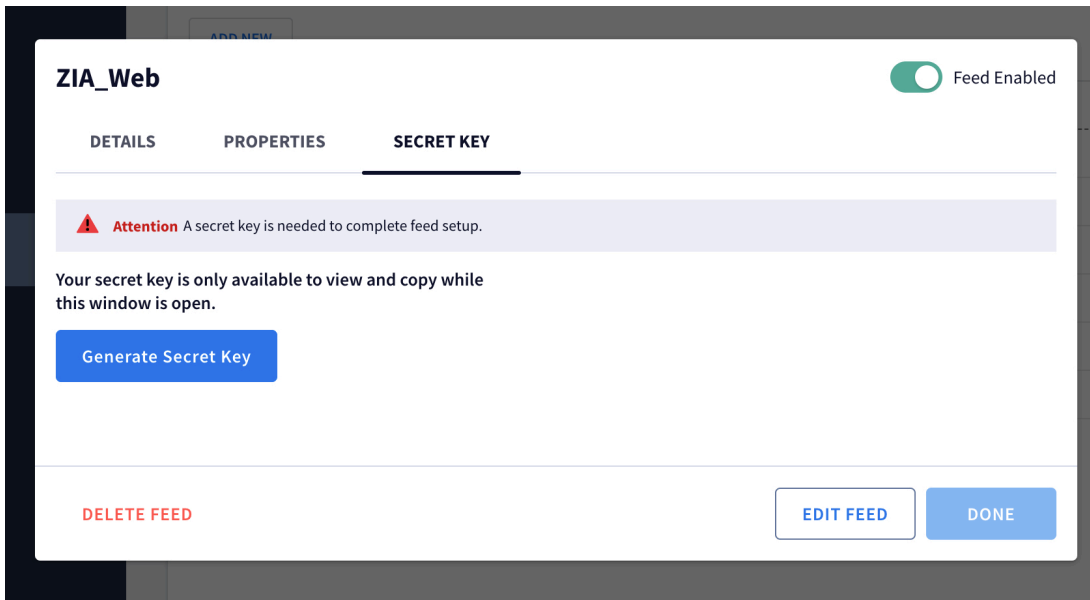 ADD NEW
ZIA_Web
Feed Enabled
DETAILS
PROPERTIES
SECRET KEY
Attention A secret key is needed to complete feed setup.
Your secret key is only available to view and copy while
this window is open.
Generate Secret Key
DELETE FEED
EDIT FEED
DONE